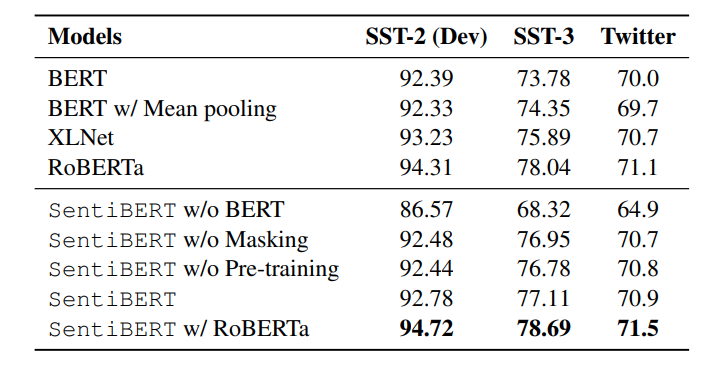 Models SST-2 (Dev) SST-3 Twitter
BERT 92.39 73.78 70.0
BERT w/ Mean pooling 92.33 74.35 69.7
XLNet 93.23 75.89 70.7
RoBERTa 94.31 78.04 71.1
SentiBERT w/o BERT 86.57 68.32 64.9
SentiBERT w/o Masking 92.48 76.95 70.7
SentiBERT w/o Pre-training 92.44 76.78 70.8
SentiBERT 92.78 77.11 70.9
SentiBERT w/ RoBERTa 94.72 78.69 71.5